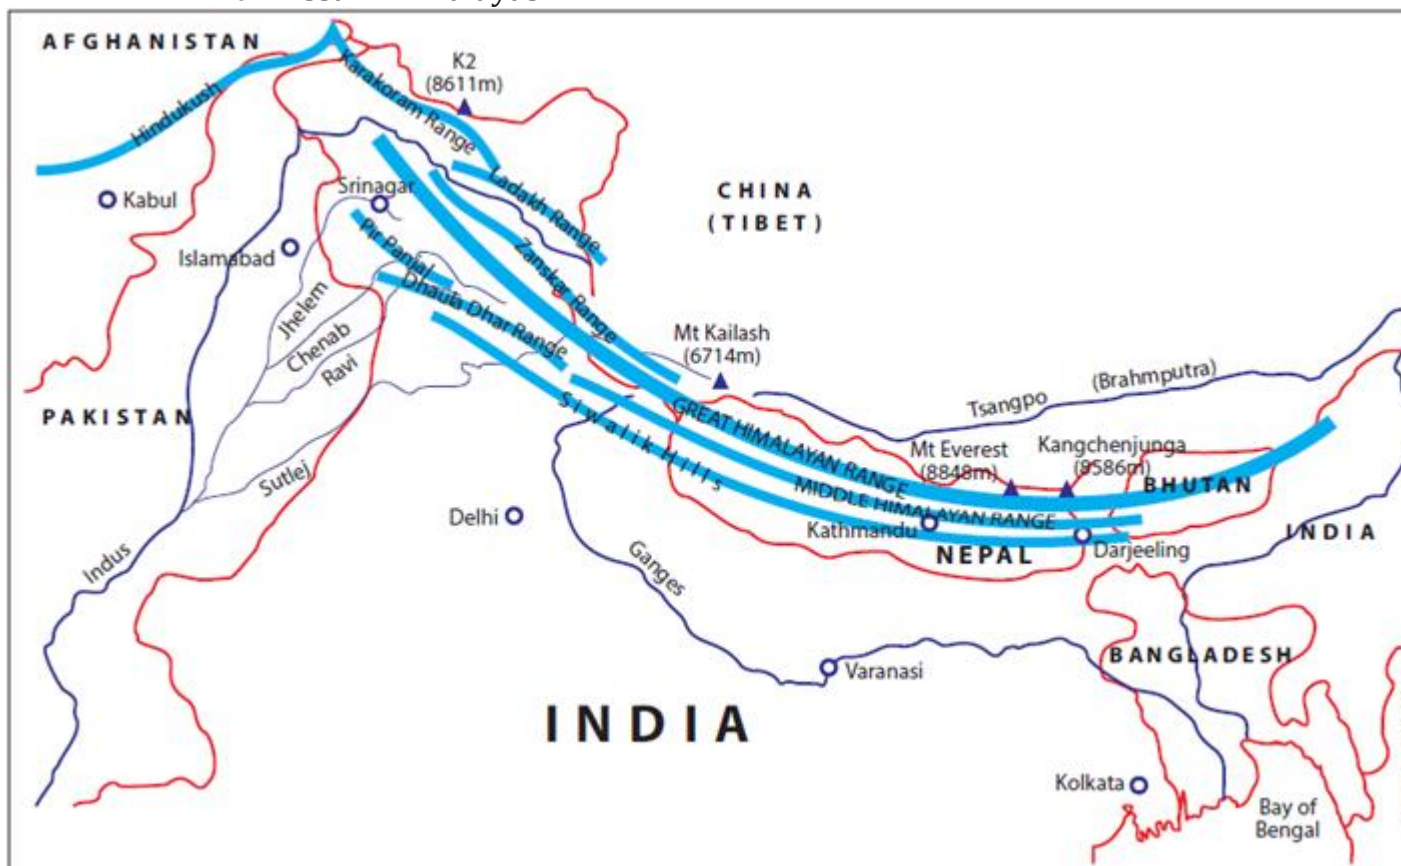 AFGHANISTAN
K2
(8611m)
Karakoram Range
Hindukush
Kabul
Srinagar
Ladakh Range
CHINA
(TIBET)
Islamabad
Pir Panjal
Zanskar Range
Dhaula Dhar Range
Jhelem
Chenab
Ravi
Mt Kailash
(6714m)
Tsangpo
(Brahmputra)
PAKISTAN
Siwalik Hills
GREAT HIMALAYAN RANGE
Mt Everest
(8848m)
Kangchenjunga
(8586m)
BHUTAN
MIDDLE HIMALAYAN RANGE
Sutlej
Delhi
Kathmandu
NEPAL
Darjeeling
INDIA
Indus
Ganges
BANGLADESH
Varanasi
INDIA
Kolkata
Bay of
Bengal